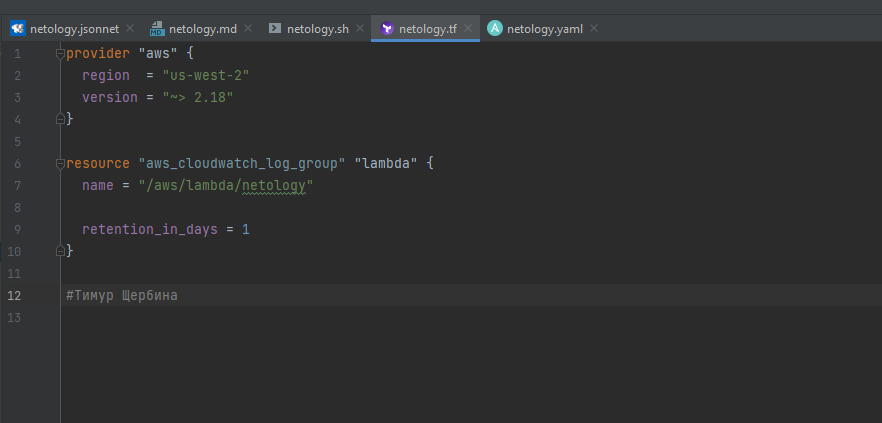 netology.jsonnet netology.md netology.sh netology.tf netology.yaml
1 provider "aws" {
2   region  = "us-west-2"
3   version = "~> 2.18"
4 }
5
6 resource "aws_cloudwatch_log_group" "lambda" {
7   name = "/aws/lambda/netology"
8
9   retention_in_days = 1
10 }
11
12 #Тимур Щербина
13